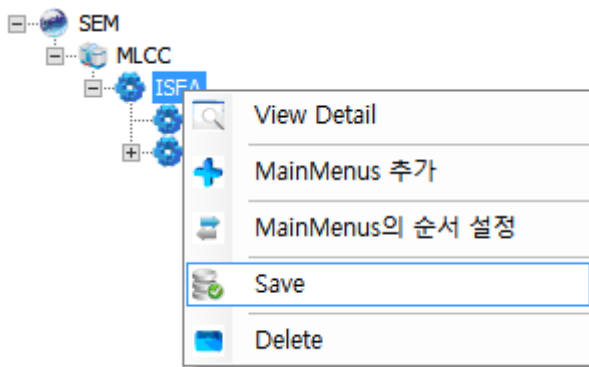 SEM
MLCC
ISFA
View Detail
MainMenus 추가
MainMenus의 순서 설정
Save
Delete